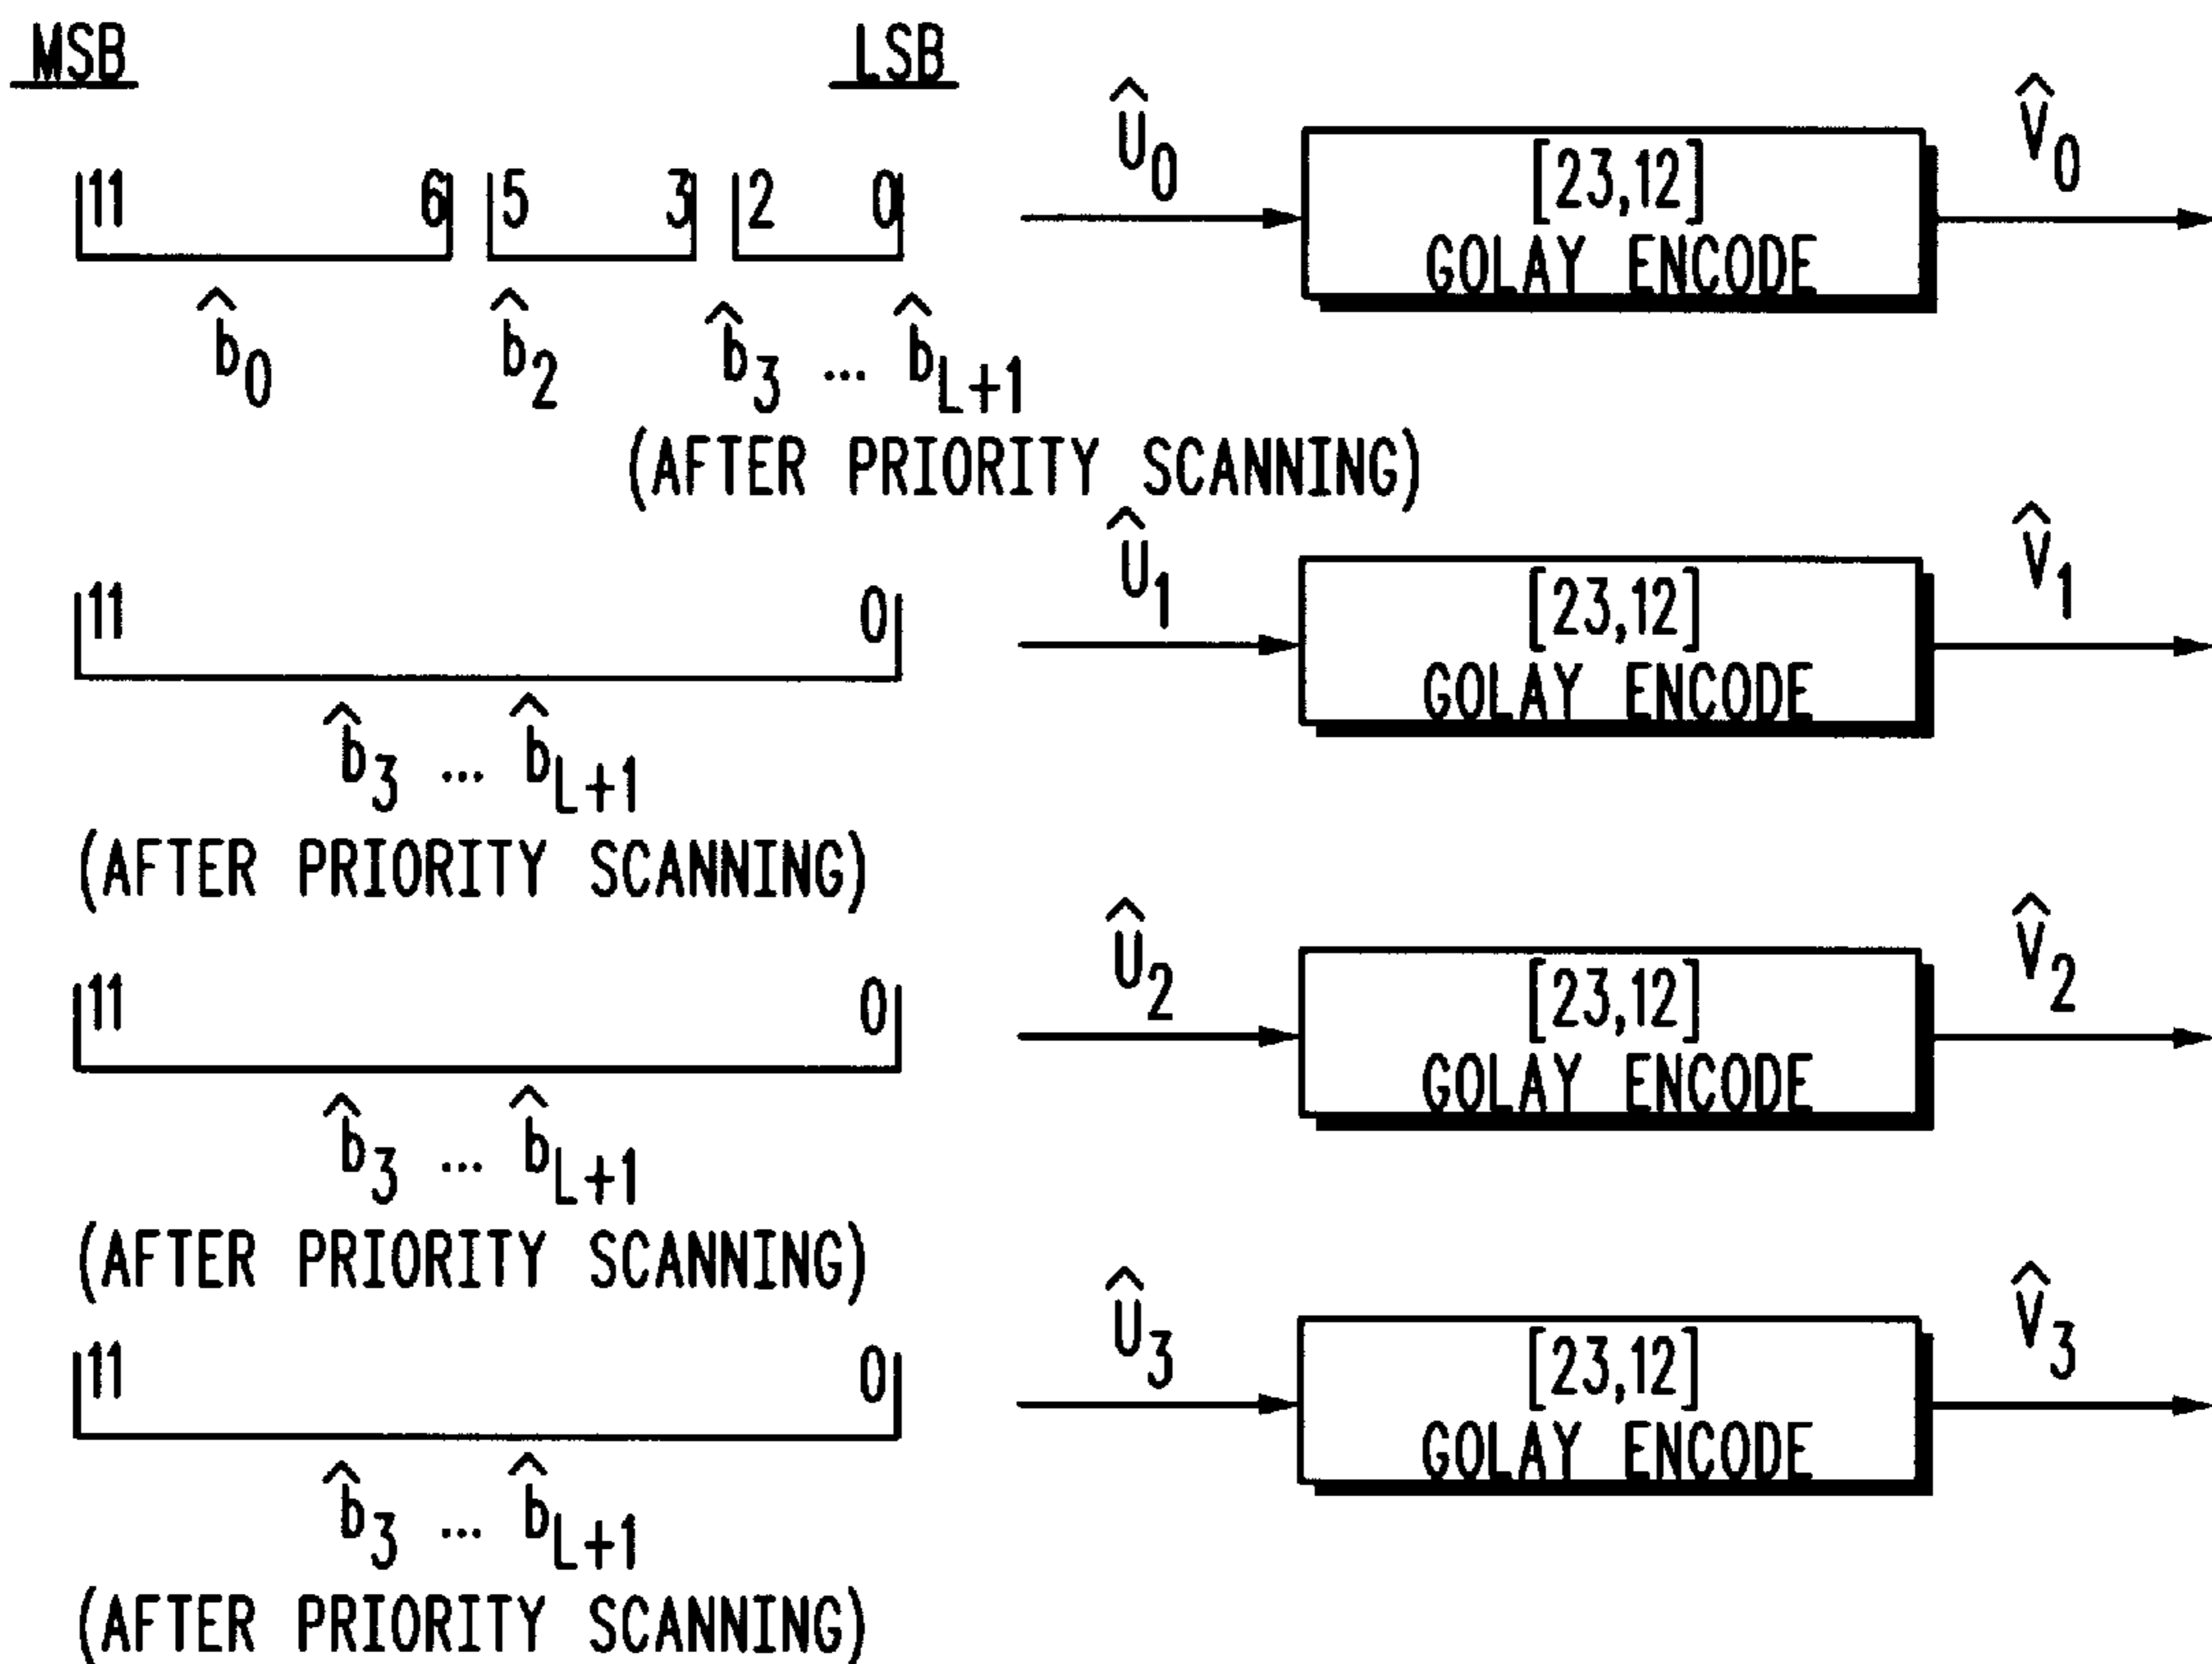 MSB LSB
Û0 V̂0
11 6 5 3 2 0 [23,12]
GOLAY ENCODE
b̂0 b̂2 b̂3 ... b̂L+1
(AFTER PRIORITY SCANNING)
Û1 V̂1
11 0 [23,12]
GOLAY ENCODE
b̂3 ... b̂L+1
(AFTER PRIORITY SCANNING)
Û2 V̂2
11 0 [23,12]
GOLAY ENCODE
b̂3 ... b̂L+1
(AFTER PRIORITY SCANNING)
Û3 V̂3
11 0 [23,12]
GOLAY ENCODE
b̂3 ... b̂L+1
(AFTER PRIORITY SCANNING)